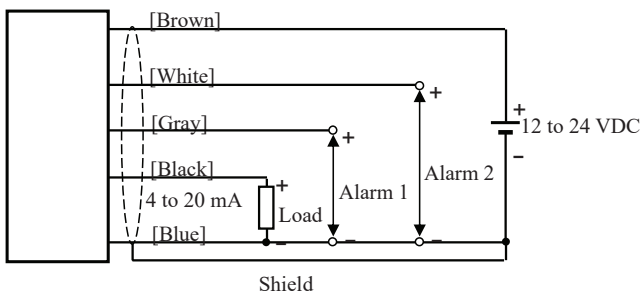 [Brown]
[White]
+
+
12 to 24 VDC
[Gray]
+
−
[Black]
Alarm 2
+
Alarm 1
4 to 20 mA
Load
[Blue]
−
−
−
Shield